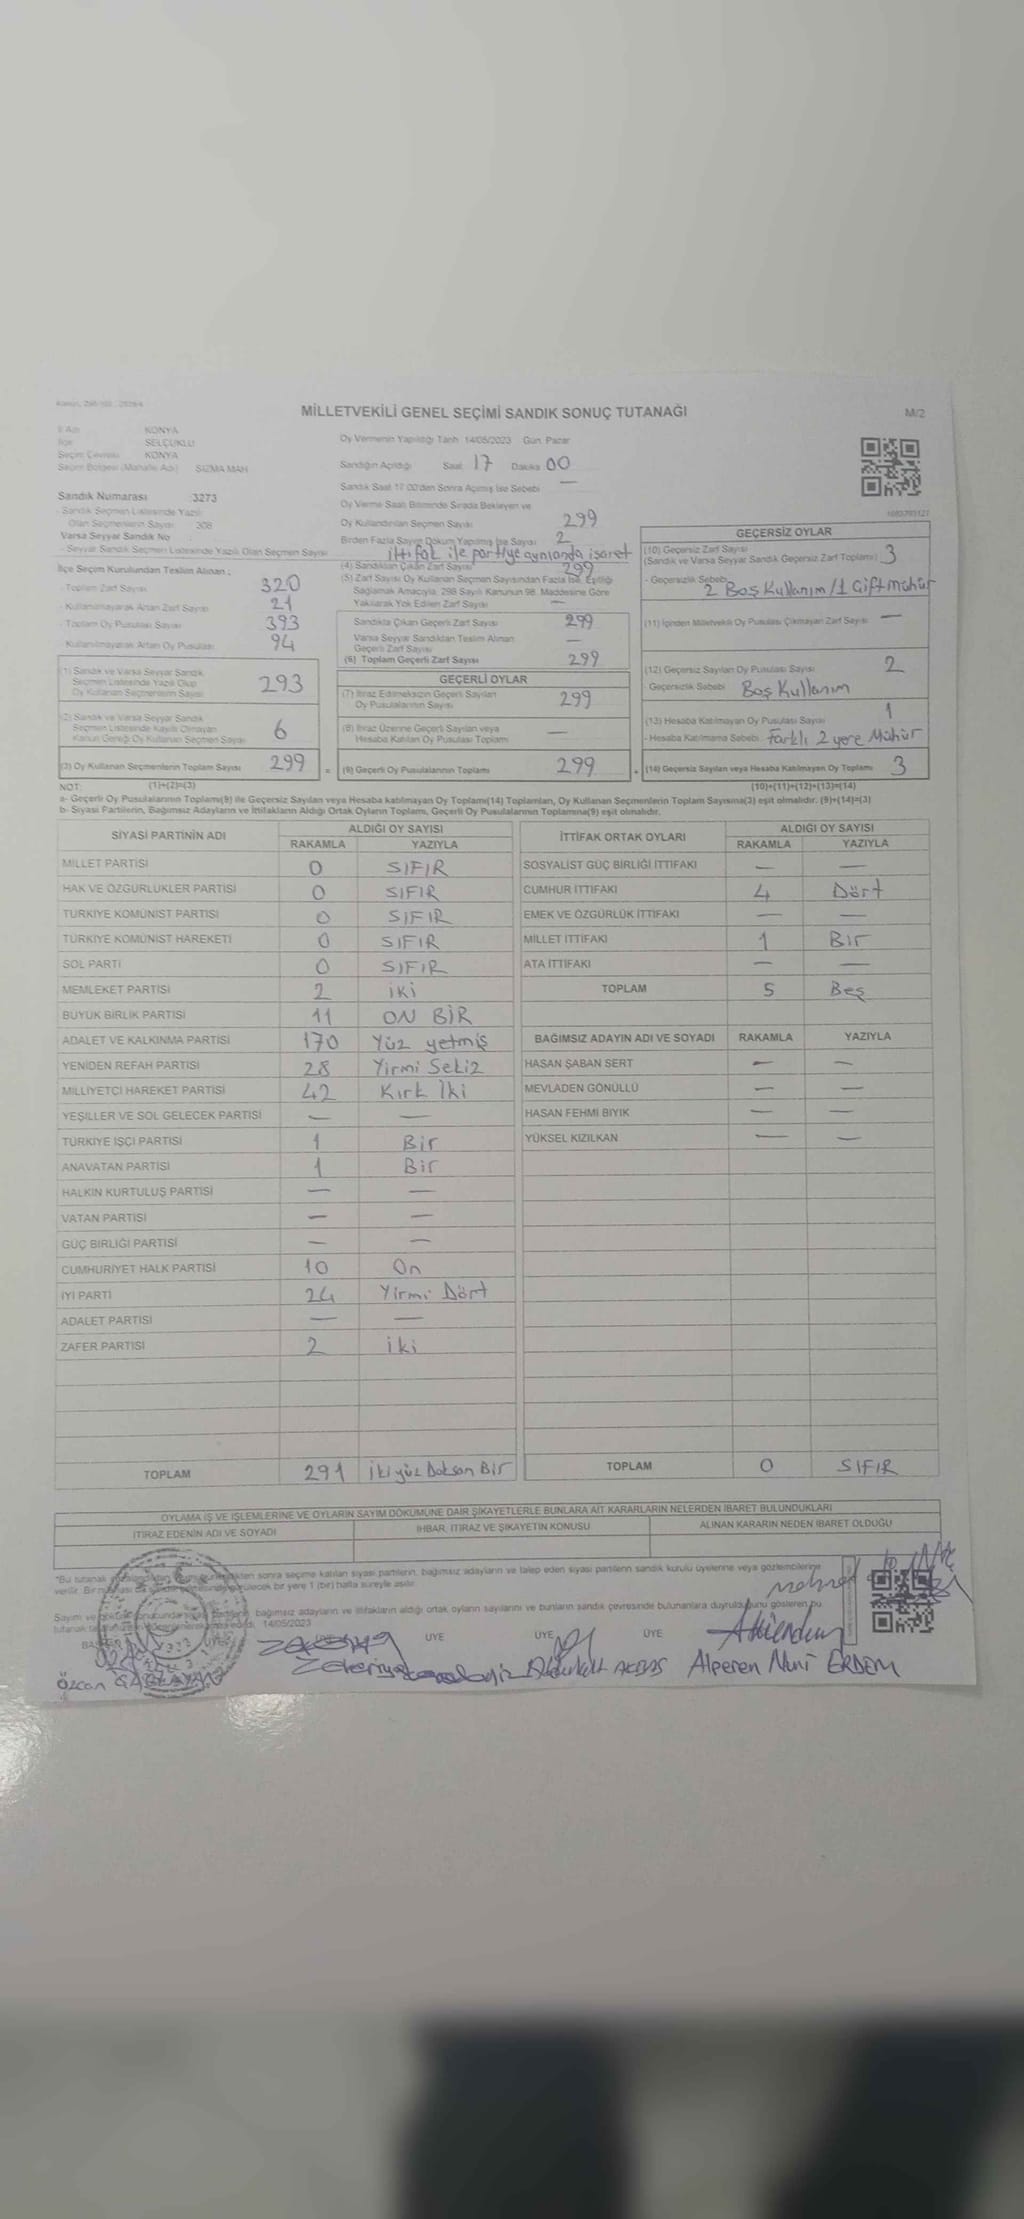 MİLLETVEKİLİ GENEL SEÇİMİ SANDIK SONUÇ TUTANAĞI
M/2
İl Adı KONYA
İlçe SELÇUKLU
Seçim Çevresi KONYA
Seçim Bölgesi (Mahalle Adı) SIZMA MAH
Sandık Numarası 3273
Sandık Seçmen Listesinde Yazılı
Olan Seçmenlerin Sayısı 308
Varsa Seyyar Sandık No
- Seyyar Sandık Seçmen Listesinde Yazılı Olan Seçmen Sayısı
İlçe Seçim Kurulundan Teslim Alınan ;
- Toplam Zarf Sayısı 320
- Kullanılmayarak Artan Zarf Sayısı 21
- Toplam Oy Pusulası Sayısı 393
- Kullanılmayarak Artan Oy Pusulası 94
(1) Sandık ve Varsa Seyyar Sandık
Seçmen Listesinde Yazılı Olup
Oy Kullanan Seçmenlerin Sayısı 293
(2) Sandık ve Varsa Seyyar Sandık
Seçmen Listesinde Kayıtlı Olmayan
Kanun Gereği Oy Kullanan Seçmen Sayısı 6
(3) Oy Kullanan Seçmenlerin Toplam Sayısı 299
Oy Vermenin Yapıldığı Tarih 14/05/2023 Gün Pazar
Sandığın Açıldığı Saat 17 Dakika 00
Sandık Saat 17.00'den Sonra Açılmış İse Sebebi —
Oy Verme Saati Bitiminde Sırada Bekleyen ve
Oy Kullandırılan Seçmen Sayısı 299
Birden Fazla Sayım Döküm Yapılmış İse Sayısı 2
ittifak ile partiye aynı anda işaret
(4) Sandıktan Çıkan Zarf Sayısı 299
(5) Zarf Sayısı Oy Kullanan Seçmen Sayısından Fazla İse, Eşitliği
Sağlamak Amacıyla, 298 Sayılı Kanunun 98. Maddesine Göre
Yakılarak Yok Edilen Zarf Sayısı —
Sandıkta Çıkan Geçerli Zarf Sayısı 299
Varsa Seyyar Sandıktan Teslim Alınan
Geçerli Zarf Sayısı —
(6) Toplam Geçerli Zarf Sayısı 299
GEÇERLİ OYLAR
(7) İtiraz Edilmeksizin Geçerli Sayılan
Oy Pusulalarının Sayısı 299
(8) İtiraz Üzerine Geçerli Sayılan veya
Hesaba Katılan Oy Pusulası Toplamı —
= (9) Geçerli Oy Pusulalarının Toplamı 299
GEÇERSİZ OYLAR
(10) Geçersiz Zarf Sayısı
(Sandık ve Varsa Seyyar Sandık Geçersiz Zarf Toplamı) 3
- Geçersizlik Sebebi
2 Boş Kullanım / 1 Çift mühür
(11) İçinden Milletvekili Oy Pusulası Çıkmayan Zarf Sayısı —
(12) Geçersiz Sayılan Oy Pusulası Sayısı 2
- Geçersizlik Sebebi Boş Kullanım
(13) Hesaba Katılmayan Oy Pusulası Sayısı 1
- Hesaba Katılmama Sebebi Farklı 2 yere Mühür
+ (14) Geçersiz Sayılan veya Hesaba Katılmayan Oy Toplamı 3
NOT: (1)+(2)=(3) (10)+(11)+(12)+(13)=(14)
a- Geçerli Oy Pusulalarının Toplamı(9) ile Geçersiz Sayılan veya Hesaba katılmayan Oy Toplamı(14) Toplamları, Oy Kullanan Seçmenlerin Toplam Sayısına(3) eşit olmalıdır. (9)+(14)=(3)
b- Siyasi Partilerin, Bağımsız Adayların ve İttifakların Aldığı Ortak Oyların Toplamı, Geçerli Oy Pusulalarının Toplamına(9) eşit olmalıdır.
SİYASİ PARTİNİN ADI ALDIĞI OY SAYISI
RAKAMLA YAZIYLA
MİLLET PARTİSİ 0 SIFIR
HAK VE ÖZGÜRLÜKLER PARTİSİ 0 SIFIR
TÜRKİYE KOMÜNİST PARTİSİ 0 SIFIR
TÜRKİYE KOMÜNİST HAREKETİ 0 SIFIR
SOL PARTİ 0 SIFIR
MEMLEKET PARTİSİ 2 iki
BÜYÜK BİRLİK PARTİSİ 11 ON BİR
ADALET VE KALKINMA PARTİSİ 170 Yüz yetmiş
YENİDEN REFAH PARTİSİ 28 Yirmi Sekiz
MİLLİYETÇİ HAREKET PARTİSİ 42 Kırk İki
YEŞİLLER VE SOL GELECEK PARTİSİ — —
TÜRKİYE İŞÇİ PARTİSİ 1 Bir
ANAVATAN PARTİSİ 1 Bir
HALKIN KURTULUŞ PARTİSİ — —
VATAN PARTİSİ — —
GÜÇ BİRLİĞİ PARTİSİ — —
CUMHURİYET HALK PARTİSİ 10 On
İYİ PARTİ 24 Yirmi Dört
ADALET PARTİSİ — —
ZAFER PARTİSİ 2 iki
TOPLAM 291 ikiyüz Doksan Bir
İTTİFAK ORTAK OYLARI ALDIĞI OY SAYISI
RAKAMLA YAZIYLA
SOSYALİST GÜÇ BİRLİĞİ İTTİFAKI — —
CUMHUR İTTİFAKI 4 Dört
EMEK VE ÖZGÜRLÜK İTTİFAKI — —
MİLLET İTTİFAKI 1 Bir
ATA İTTİFAKI — —
TOPLAM 5 Beş
BAĞIMSIZ ADAYIN ADI VE SOYADI RAKAMLA YAZIYLA
HASAN ŞABAN SERT — —
MEVLADEN GÖNÜLLÜ — —
HASAN FEHMİ BIYIK — —
YÜKSEL KIZILKAN — —
TOPLAM 0 SIFIR
OYLAMA İŞ VE İŞLEMLERİNE VE OYLARIN SAYIM DÖKÜMÜNE DAİR ŞİKAYETLERLE BUNLARA AİT KARARLARIN NELERDEN İBARET BULUNDUKLARI
İTİRAZ EDENİN ADI VE SOYADI İHBAR, İTİRAZ VE ŞİKAYETİN KONUSU ALINAN KARARIN NEDEN İBARET OLDUĞU
sonra seçime katılan siyasi partilerin, bağımsız adayların ve talep eden siyasi partilerin sandık kurulu üyelerine veya gözlemcilerine
verilir. bir yere 1 (bir) hafta süreyle asılır.
bağımsız adayların ve ittifakların aldığı ortak oyların sayılarını ve bunların sandık çevresinde bulunanlara duyrulduğunu gösteren bu
14/05/2023
ÜYE ÜYE ÜYE
Özcan
AKBAŞ
Alperen Nuri ERDEM